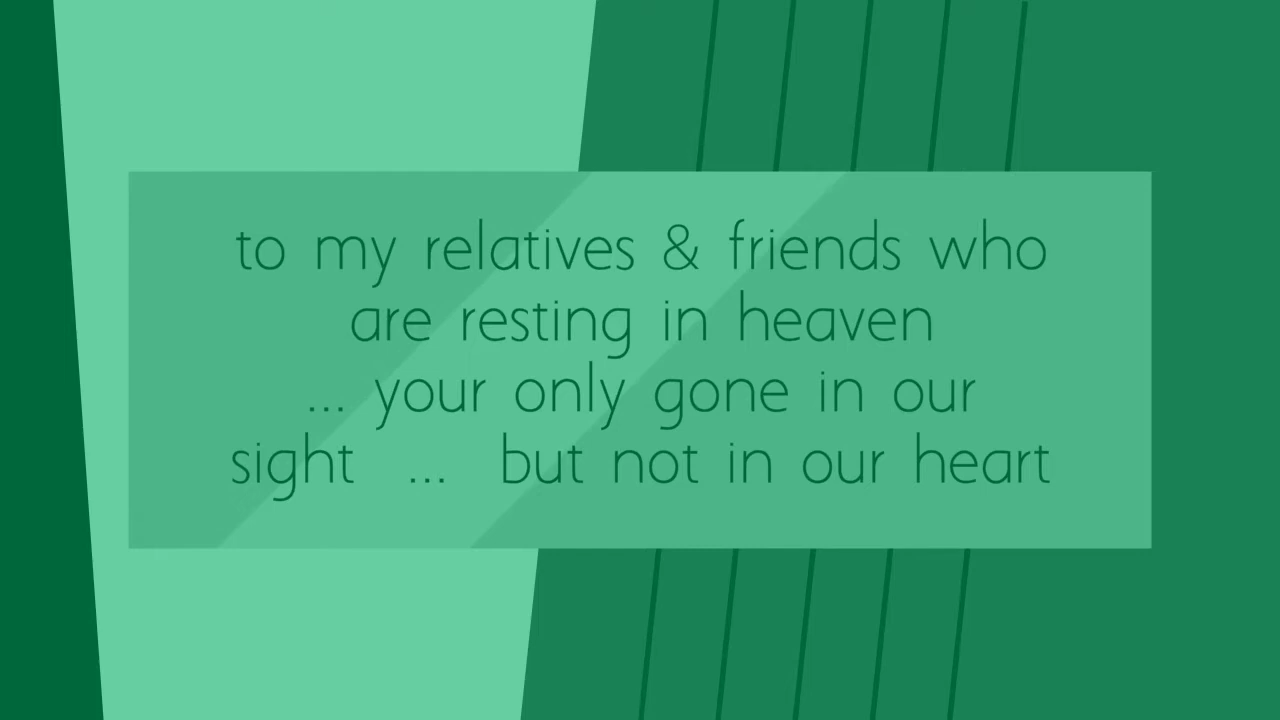 to my relatives & friends who
are resting in heaven
... your only gone in our
sight ... but not in our heart